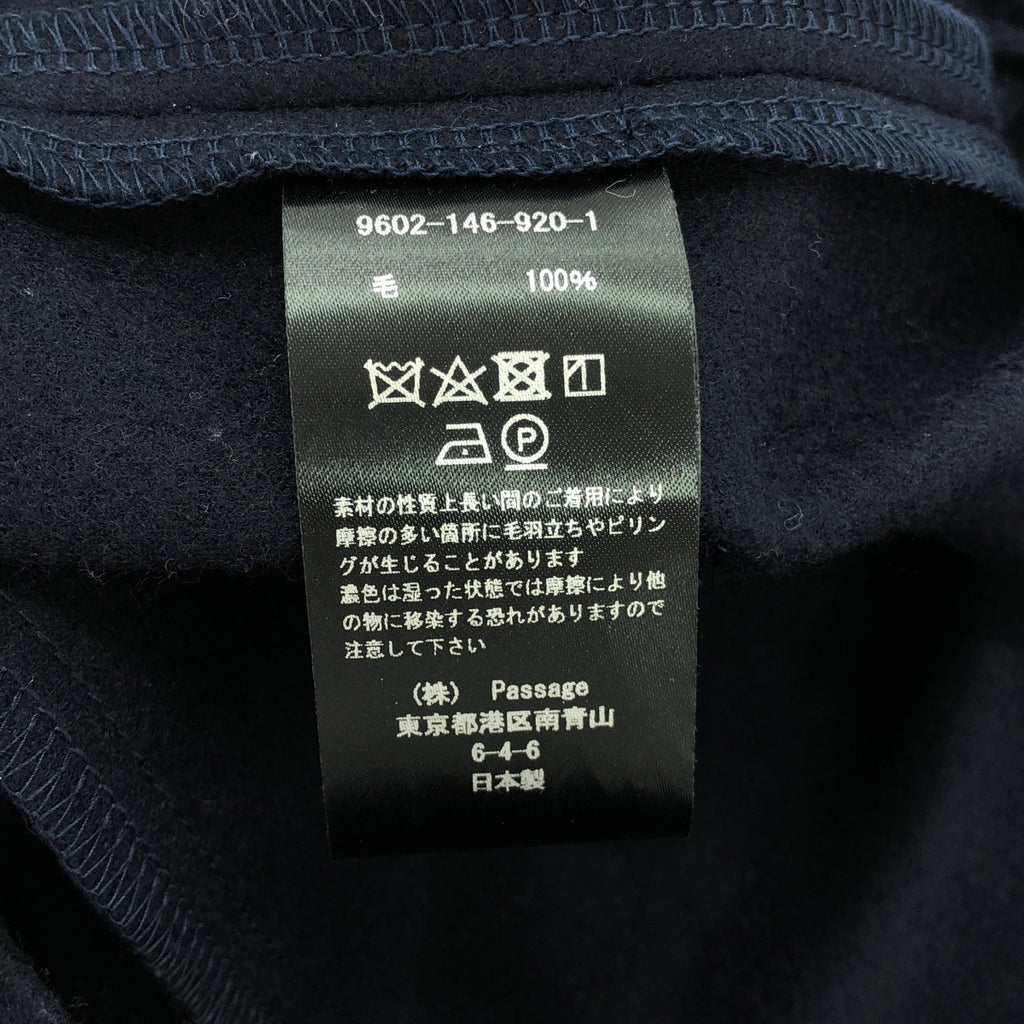 9602-146-920-1
毛 100%
P
素材の性質上長い間のご着用により
摩擦の多い箇所に毛羽立ちやピリン
グが生じることがあります
濃色は湿った状態では摩擦により他
の物に移染する恐れがありますので
注意して下さい
(株) Passage
東京都港区南青山
6-4-6
日本製